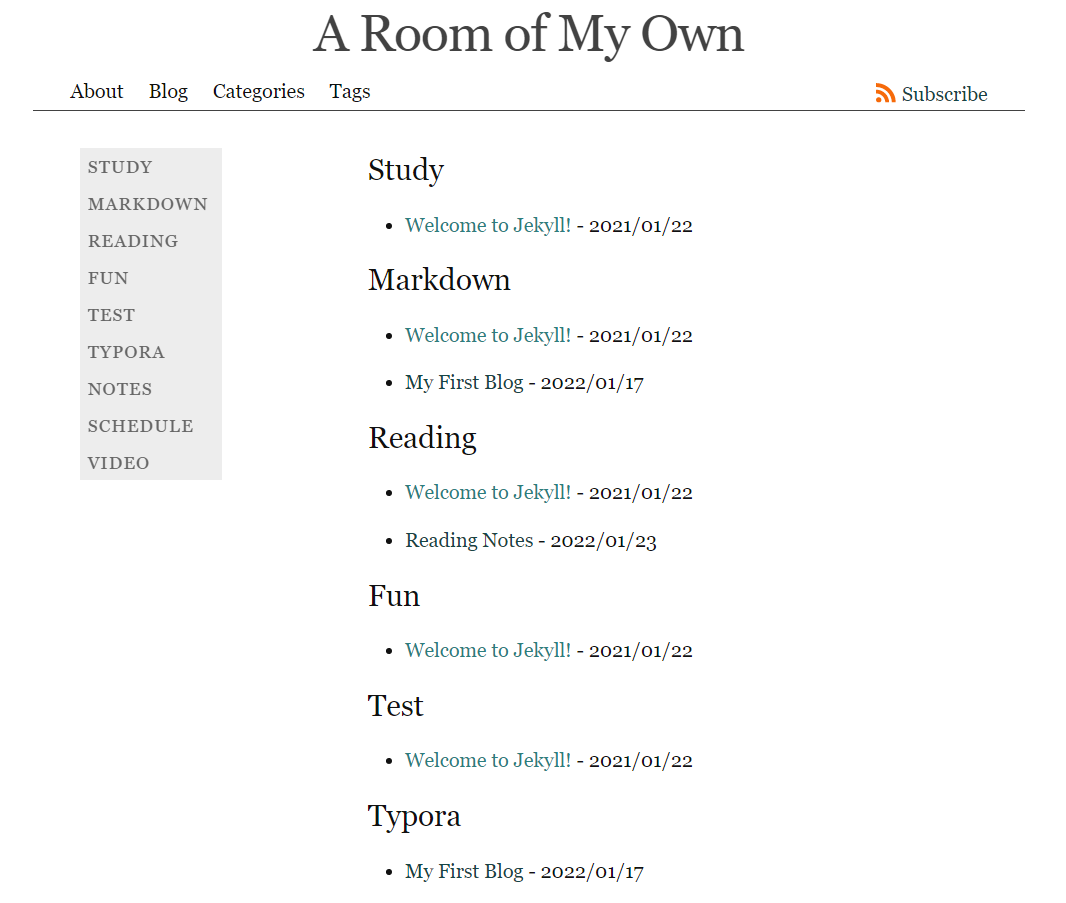 A Room of My Own
About Blog Categories Tags Subscribe
STUDY
MARKDOWN
READING
FUN
TEST
TYPORA
NOTES
SCHEDULE
VIDEO
Study
• Welcome to Jekyll! - 2021/01/22
Markdown
• Welcome to Jekyll! - 2021/01/22
• My First Blog - 2022/01/17
Reading
• Welcome to Jekyll! - 2021/01/22
• Reading Notes - 2022/01/23
Fun
• Welcome to Jekyll! - 2021/01/22
Test
• Welcome to Jekyll! - 2021/01/22
Typora
• My First Blog - 2022/01/17